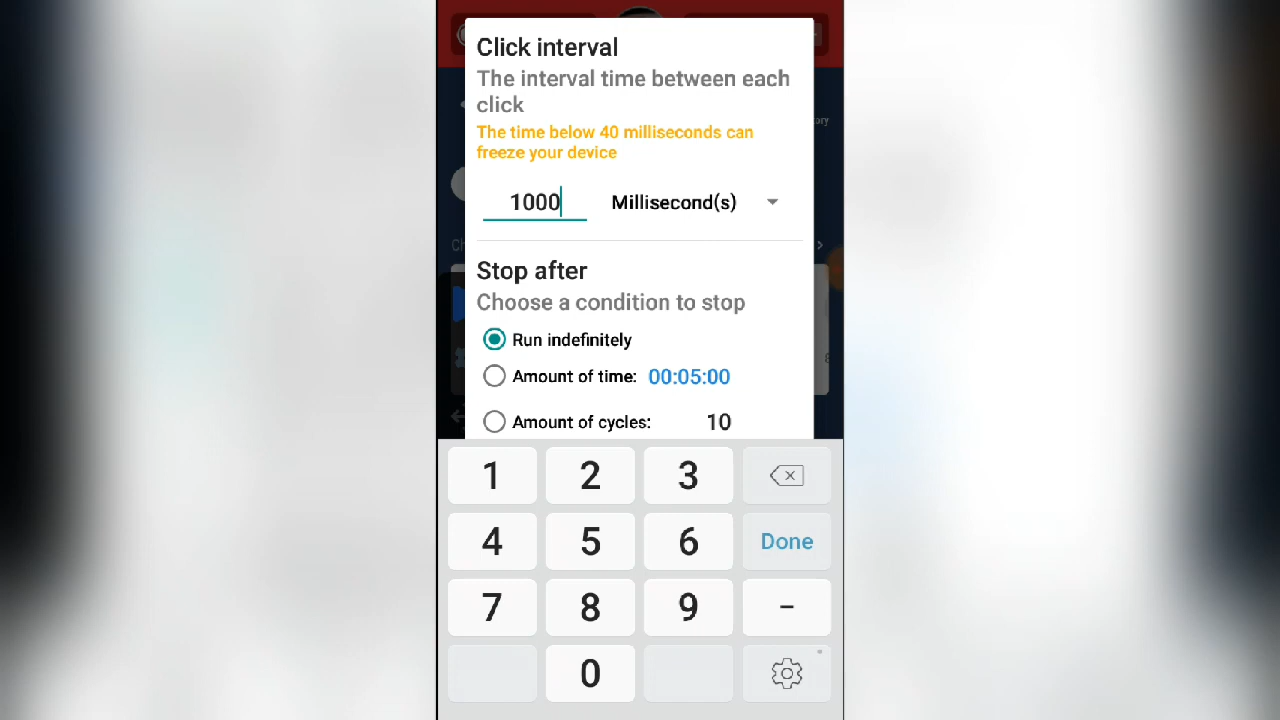 Click interval
The interval time between each
click
The time below 40 milliseconds can
freeze your device
1000 Millisecond(s)
Stop after
Choose a condition to stop
Run indefinitely
Amount of time: 00:05:00
Amount of cycles: 10
1 2 3
4 5 6 Done
7 8 9 -
0